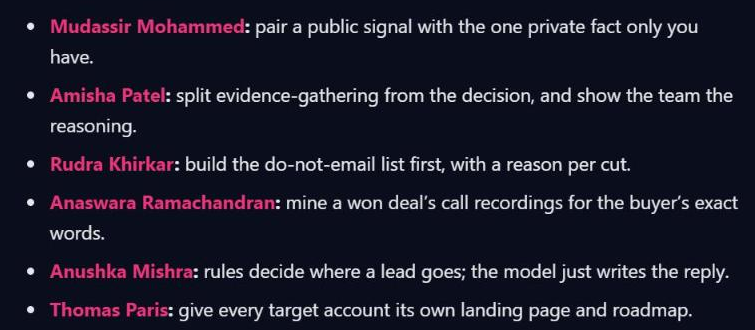 • Mudassir Mohammed: pair a public signal with the one private fact only you
have.
• Amisha Patel: split evidence-gathering from the decision, and show the team the
reasoning.
• Rudra Khirkar: build the do-not-email list first, with a reason per cut.
• Anaswara Ramachandran: mine a won deal’s call recordings for the buyer’s exact
words.
• Anushka Mishra: rules decide where a lead goes; the model just writes the reply.
• Thomas Paris: give every target account its own landing page and roadmap.